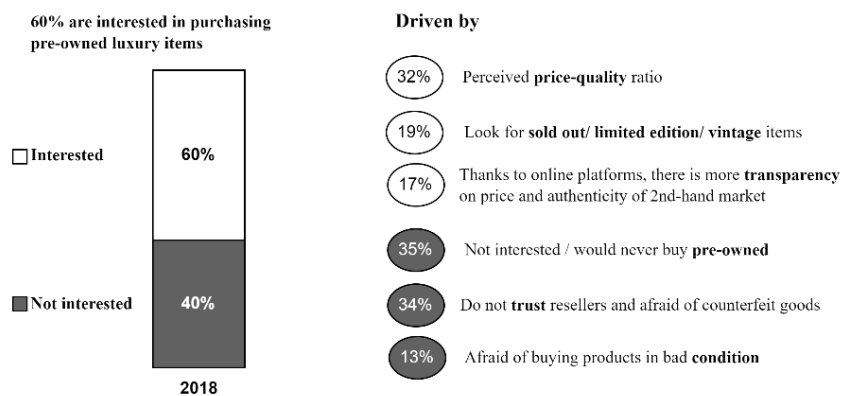 60% are interested in purchasing
pre-owned luxury items
Interested
60%
Not interested
40%
2018
Driven by
32% Perceived price-quality ratio
19% Look for sold out/ limited edition/ vintage items
17% Thanks to online platforms, there is more transparency
on price and authenticity of 2nd-hand market
35% Not interested / would never buy pre-owned
34% Do not trust resellers and afraid of counterfeit goods
13% Afraid of buying products in bad condition